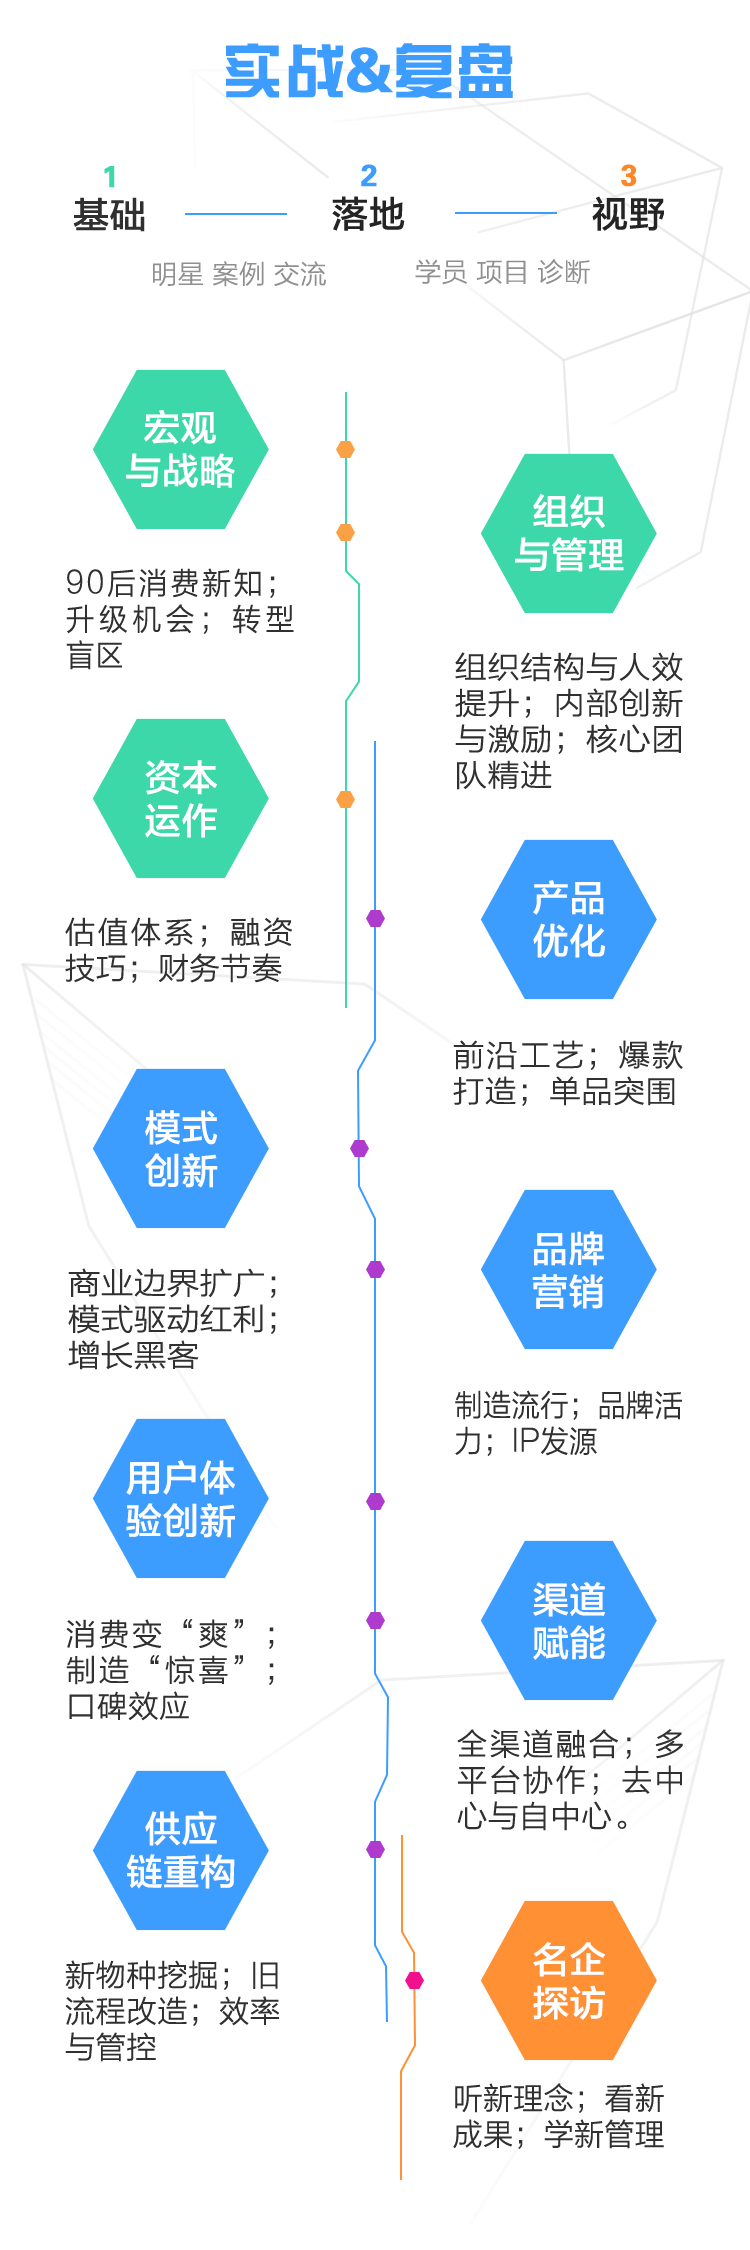 实战&复盘
1
基础
2
落地
3
视野
明星 案例 交流
学员 项目 诊断
宏观
与战略
90后消费新知；
升级机会；转型
盲区
组织
与管理
组织结构与人效
提升；内部创新
与激励；核心团
队精进
资本
运作
估值体系；融资
技巧；财务节奏
产品
优化
前沿工艺；爆款
打造；单品突围
模式
创新
商业边界扩广；
模式驱动红利；
增长黑客
品牌
营销
制造流行；品牌活
力；IP发源
用户体
验创新
消费变“爽”；
制造“惊喜”；
口碑效应
渠道
赋能
全渠道融合；多
平台协作；去中
心与自中心。
供应
链重构
新物种挖掘；旧
流程改造；效率
与管控
名企
探访
听新理念；看新
成果；学新管理